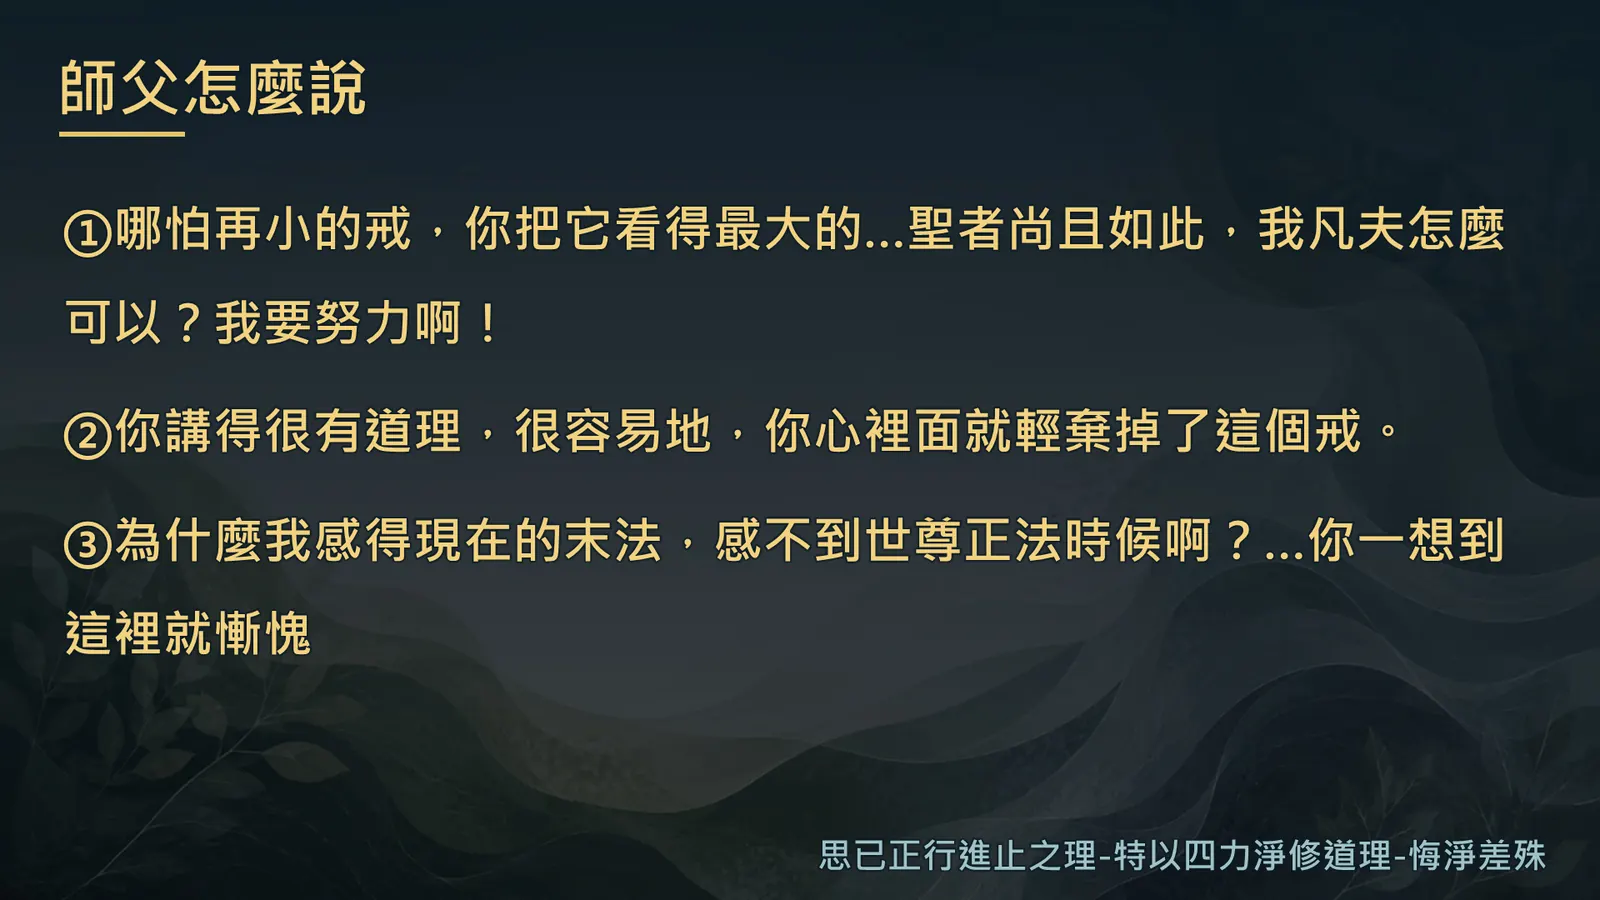 師父怎麼說
①哪怕再小的戒，你把它看得最大的...聖者尚且如此，我凡夫怎麼
可以？我要努力啊！
②你講得很有道理，很容易地，你心裡面就輕棄掉了這個戒。
③為什麼我感得現在的末法，感不到世尊正法時候啊？...你一想到
這裡就慚愧
思已正行進止之理-特以四力淨修道理-悔淨差殊